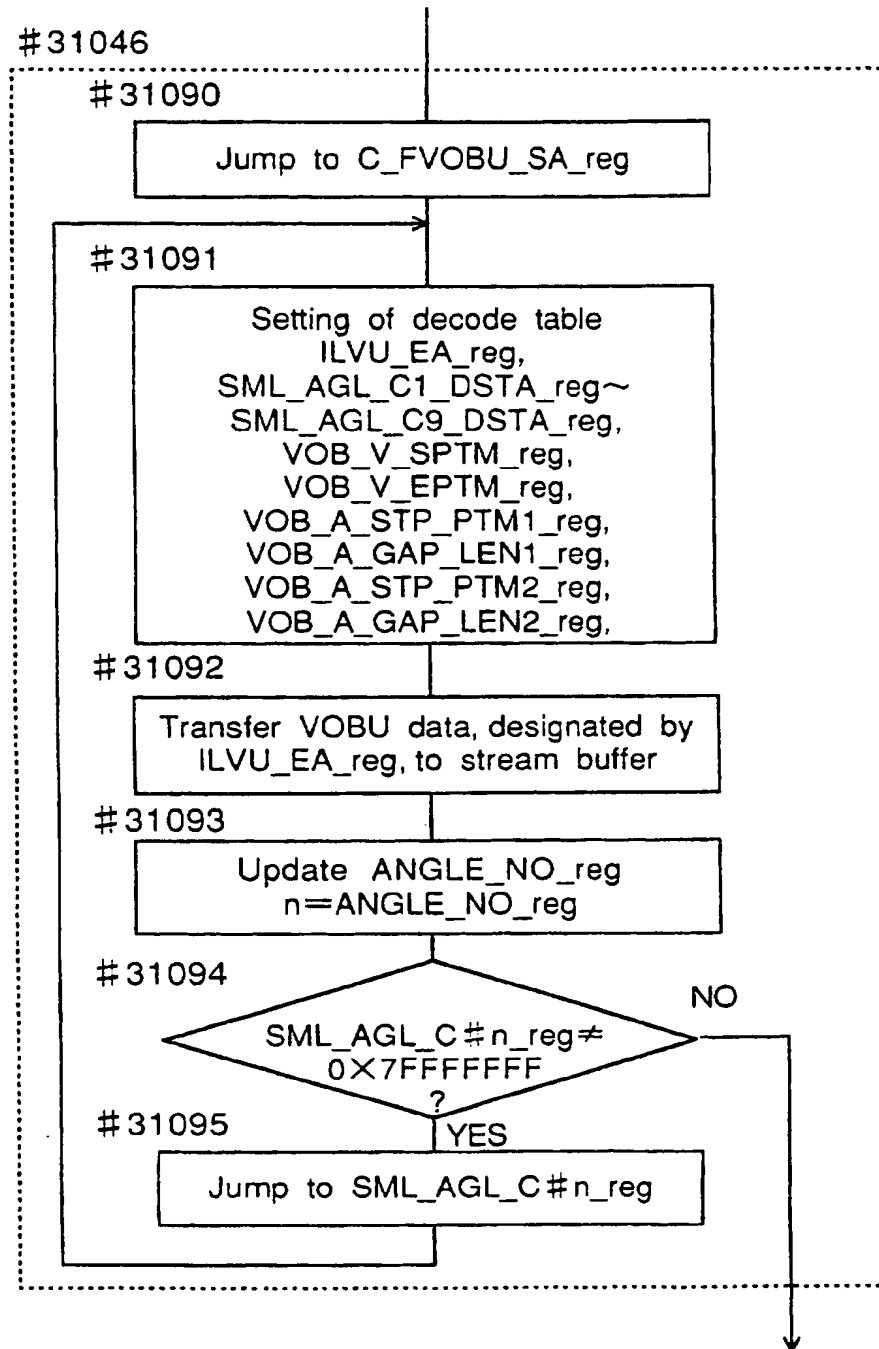 #31046
#31090
Jump to C_FVOBU_SA_reg
#31091
Setting of decode table
ILVU_EA_reg,
SML_AGL_C1_DSTA_reg~
SML_AGL_C9_DSTA_reg,
VOB_V_SPTM_reg,
VOB_V_EPTM_reg,
VOB_A_STP_PTM1_reg,
VOB_A_GAP_LEN1_reg,
VOB_A_STP_PTM2_reg,
VOB_A_GAP_LEN2_reg,
#31092
Transfer VOBU data, designated by
ILVU_EA_reg, to stream buffer
#31093
Update ANGLE_NO_reg
n=ANGLE_NO_reg
#31094
NO
SML_AGL_C#n_reg≠
0X7FFFFFFF
?
#31095
YES
Jump to SML_AGL_C#n_reg